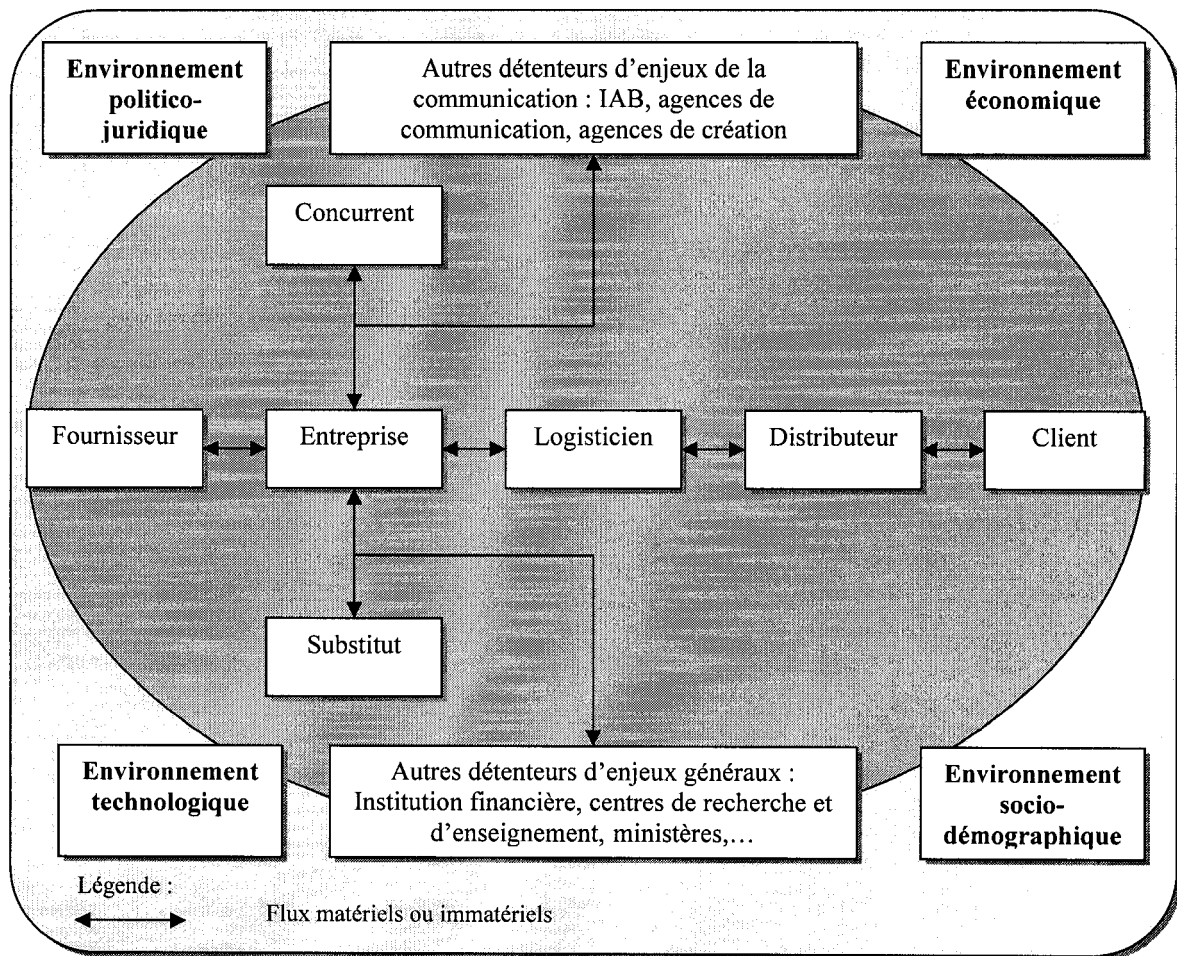 Environnement
politico-
juridique
Autres détenteurs d'enjeux de la
communication : IAB, agences de
communication, agences de création
Environnement
économique
Concurrent
Fournisseur
Entreprise
Logisticien
Distributeur
Client
Substitut
Environnement
technologique
Autres détenteurs d'enjeux généraux :
Institution financière, centres de recherche et
d'enseignement, ministères,…
Environnement
socio-
démographique
Légende :
Flux matériels ou immatériels